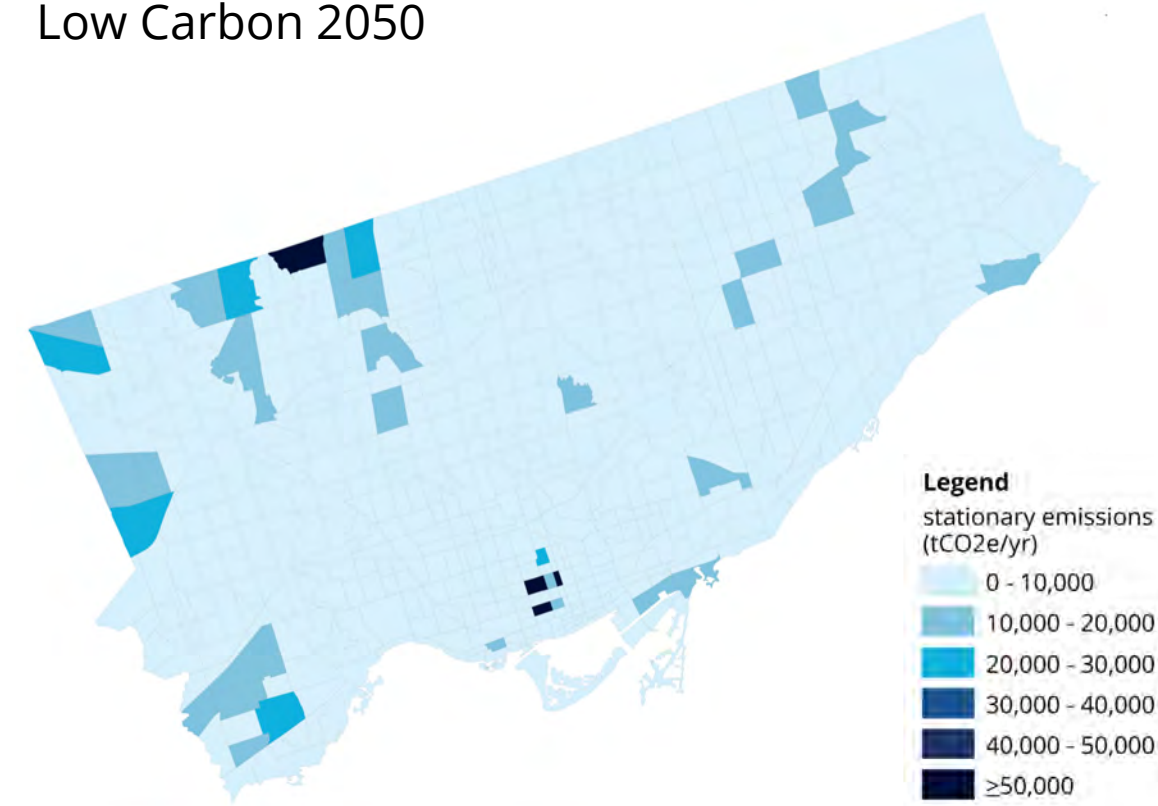 Low Carbon 2050
Legend
stationary emissions
(tCO2e/yr)
0 - 10,000
10,000 - 20,000
20,000 - 30,000
30,000 - 40,000
40,000 - 50,000
≥50,000